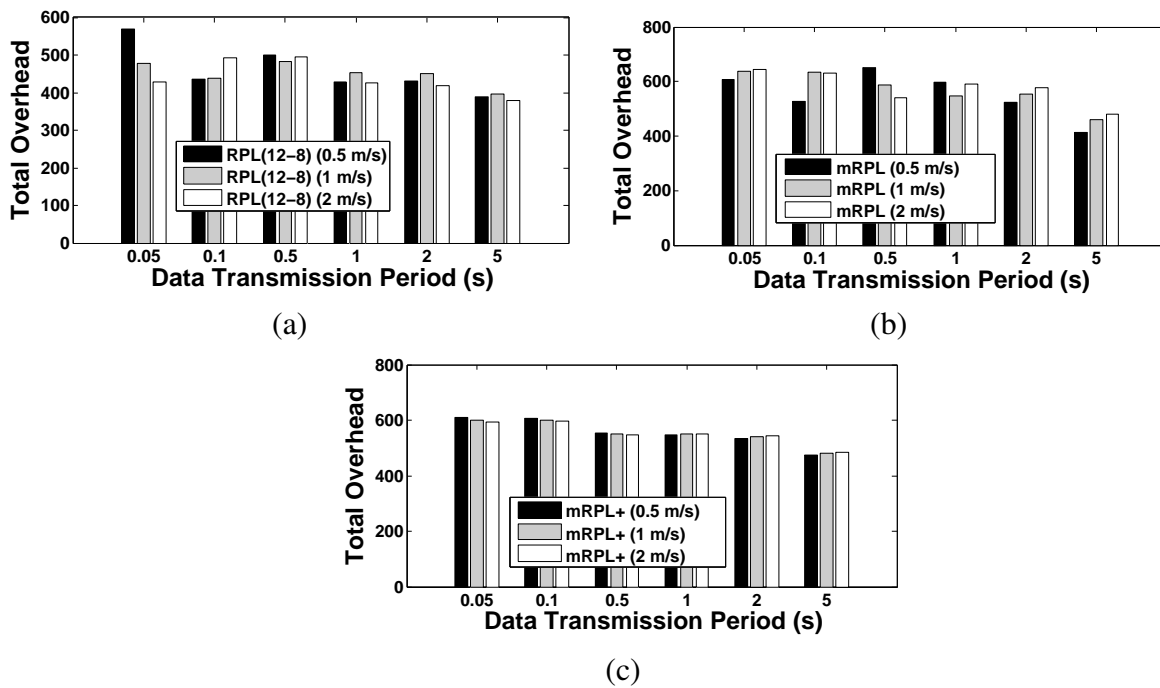 600
500
400
300
200
100
0
Total Overhead
RPL(12−8) (0.5 m/s)
RPL(12−8) (1 m/s)
RPL(12−8) (2 m/s)
0.05 0.1 0.5 1 2 5
Data Transmission Period (s)
(a)
800
600
400
200
0
Total Overhead
mRPL (0.5 m/s)
mRPL (1 m/s)
mRPL (2 m/s)
0.05 0.1 0.5 1 2 5
Data Transmission Period (s)
(b)
800
600
400
200
0
Total Overhead
mRPL+ (0.5 m/s)
mRPL+ (1 m/s)
mRPL+ (2 m/s)
0.05 0.1 0.5 1 2 5
Data Transmission Period (s)
(c)